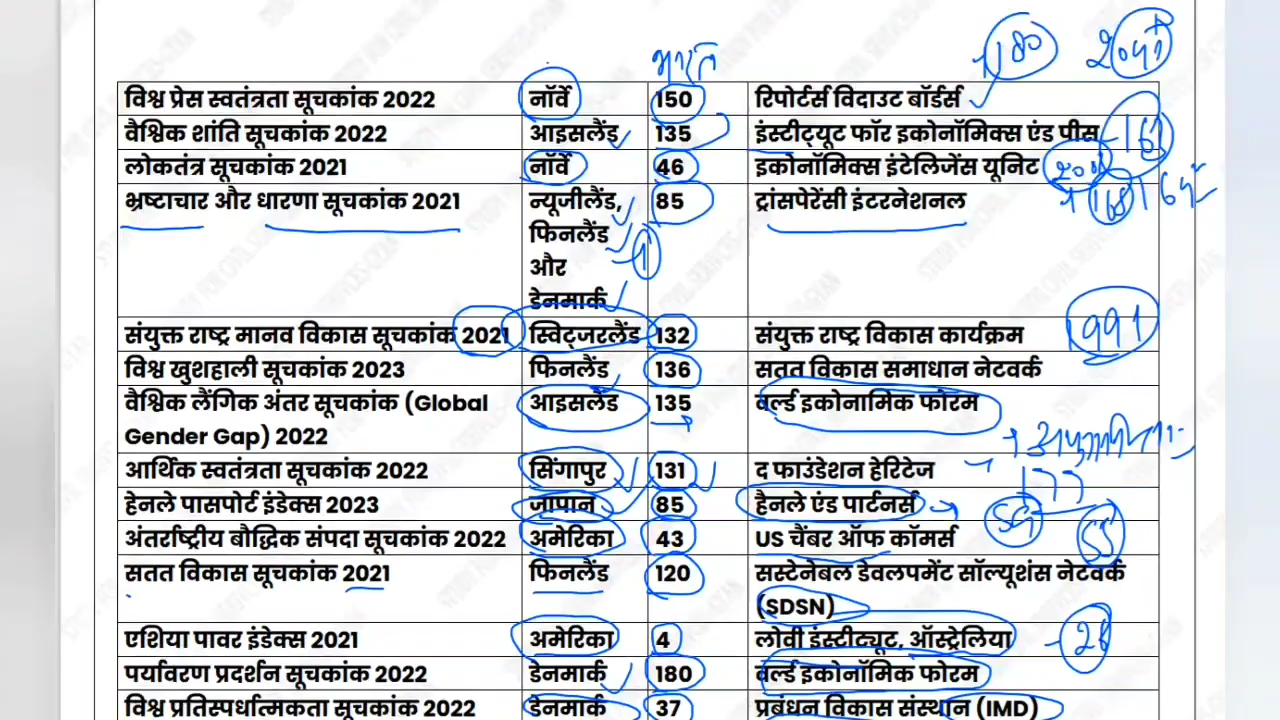 भारत
180
विश्व प्रेस स्वतंत्रता सूचकांक 2022 नॉर्वे 150 रिपोर्टर्स विदाउट बॉर्डर्स
वैश्विक शांति सूचकांक 2022 आइसलैंड 135 इंस्टीट्यूट फॉर इकोनॉमिक्स एंड पीस
लोकतंत्र सूचकांक 2021 नॉर्वे 46 इकोनॉमिक्स इंटेलिजेंस यूनिट
भ्रष्टाचार और धारणा सूचकांक 2021 न्यूजीलैंड, 85 ट्रांसपेरेंसी इंटरनेशनल
फिनलैंड
और
डेनमार्क
संयुक्त राष्ट्र मानव विकास सूचकांक 2021 स्विट्जरलैंड 132 संयुक्त राष्ट्र विकास कार्यक्रम
विश्व खुशहाली सूचकांक 2023 फिनलैंड 136 सतत विकास समाधान नेटवर्क
वैश्विक लैंगिक अंतर सूचकांक (Global आइसलैंड 135 वर्ल्ड इकोनामिक फोरम
Gender Gap) 2022
आर्थिक स्वतंत्रता सूचकांक 2022 सिंगापुर 131 द फाउंडेशन हेरिटेज
177
हेनले पासपोर्ट इंडेक्स 2023 जापान 85 हैनले एंड पार्टनर्स
अंतर्राष्ट्रीय बौद्धिक संपदा सूचकांक 2022 अमेरिका 43 US चैंबर ऑफ कॉमर्स
55
सतत विकास सूचकांक 2021 फिनलैंड 120 सस्टेनेबल डेवलपमेंट सॉल्यूशंस नेटवर्क
(SDSN)
एशिया पावर इंडेक्स 2021 अमेरिका 4 लोवी इंस्टीट्यूट, ऑस्ट्रेलिया
26
पर्यावरण प्रदर्शन सूचकांक 2022 डेनमार्क 180 वर्ल्ड इकोनॉमिक फोरम
विश्व प्रतिस्पर्धात्मकता सूचकांक 2022 डेनमार्क 37 प्रबंधन विकास संस्थान (IMD)